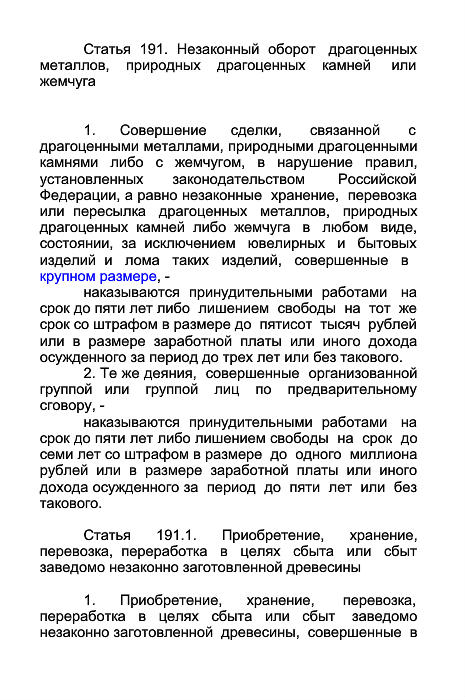 Статья 191. Незаконный оборот драгоценных
металлов, природных драгоценных камней или
жемчуга
1. Совершение сделки, связанной с
драгоценными металлами, природными драгоценными
камнями либо с жемчугом, в нарушение правил,
установленных законодательством Российской
Федерации, а равно незаконные хранение, перевозка
или пересылка драгоценных металлов, природных
драгоценных камней либо жемчуга в любом виде,
состоянии, за исключением ювелирных и бытовых
изделий и лома таких изделий, совершенные в
крупном размере, -
наказываются принудительными работами на
срок до пяти лет либо лишением свободы на тот же
срок со штрафом в размере до пятисот тысяч рублей
или в размере заработной платы или иного дохода
осужденного за период до трех лет или без такового.
2. Те же деяния, совершенные организованной
группой или группой лиц по предварительному
сговору, -
наказываются принудительными работами на
срок до пяти лет либо лишением свободы на срок до
семи лет со штрафом в размере до одного миллиона
рублей или в размере заработной платы или иного
дохода осужденного за период до пяти лет или без
такового.
Статья 191.1. Приобретение, хранение,
перевозка, переработка в целях сбыта или сбыт
заведомо незаконно заготовленной древесины
1. Приобретение, хранение, перевозка,
переработка в целях сбыта или сбыт заведомо
незаконно заготовленной древесины, совершенные в